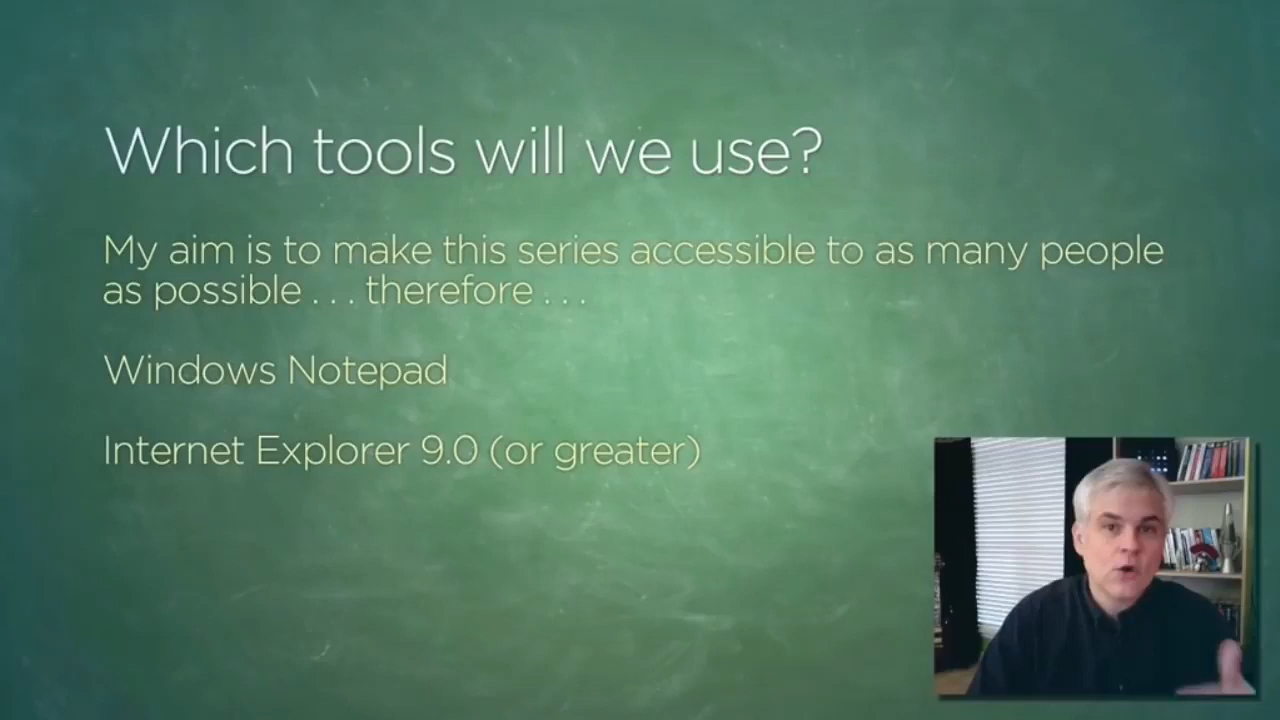 Which tools will we use?
My aim is to make this series accessible to as many people
as possible . . . therefore . . .
Windows Notepad
Internet Explorer 9.0 (or greater)